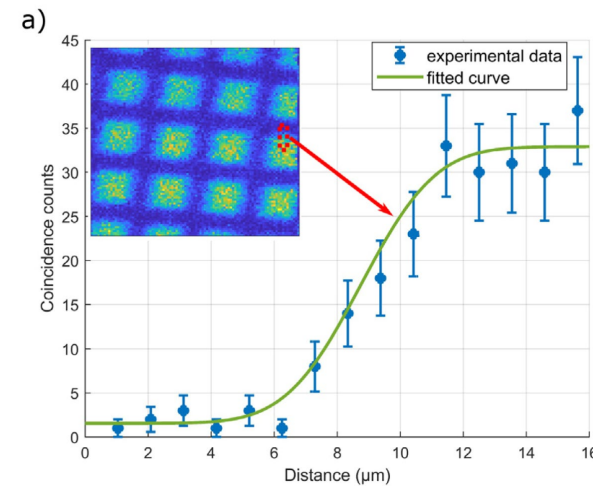 a)
45
40
35
30
25
20
15
10
5
0
Coincidence counts
experimental data
fitted curve
0 2 4 6 8 10 12 14 16
Distance (μm)